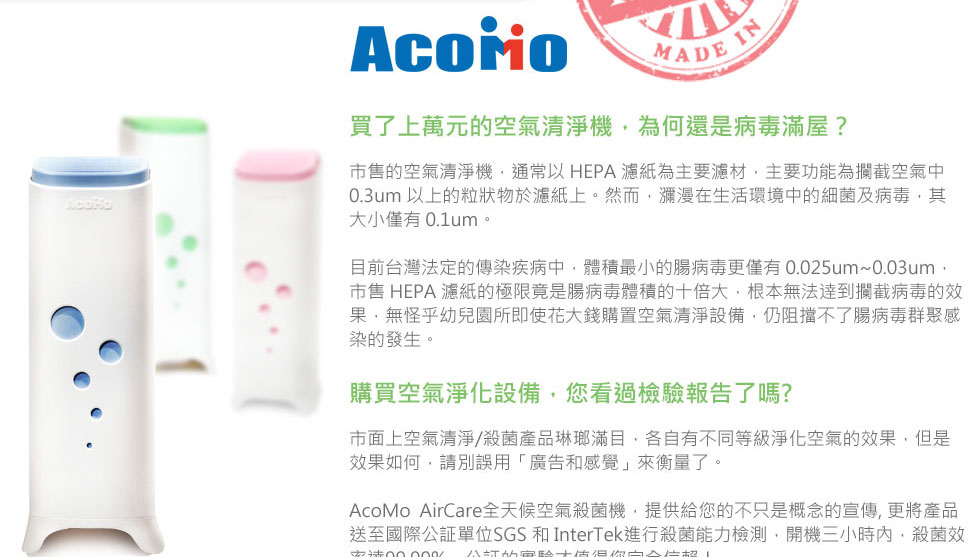 AcoMo
MADE IN
買了上萬元的空氣清淨機，為何還是病毒滿屋？
市售的空氣清淨機，通常以 HEPA 濾紙為主要濾材，主要功能為攔截空氣中
0.3um 以上的粒狀物於濾紙上。然而，瀰漫在生活環境中的細菌及病毒，其
大小僅有 0.1um。
目前台灣法定的傳染疾病中，體積最小的腸病毒更僅有 0.025um~0.03um，
市售 HEPA 濾紙的極限竟是腸病毒體積的十倍大，根本無法達到攔截病毒的效
果，無怪乎幼兒園所即使花大錢購置空氣清淨設備，仍阻擋不了腸病毒群聚感
染的發生。
購買空氣淨化設備，您看過檢驗報告了嗎?
市面上空氣清淨/殺菌產品琳瑯滿目，各自有不同等級淨化空氣的效果，但是
效果如何，請別誤用「廣告和感覺」來衡量了。
AcoMo AirCare全天候空氣殺菌機，提供給您的不只是概念的宣傳, 更將產品
送至國際公証單位SGS 和 InterTek進行殺菌能力檢測，開機三小時內，殺菌效
率達99.99%，公証的實驗才值得您完全信賴！
AcoMo